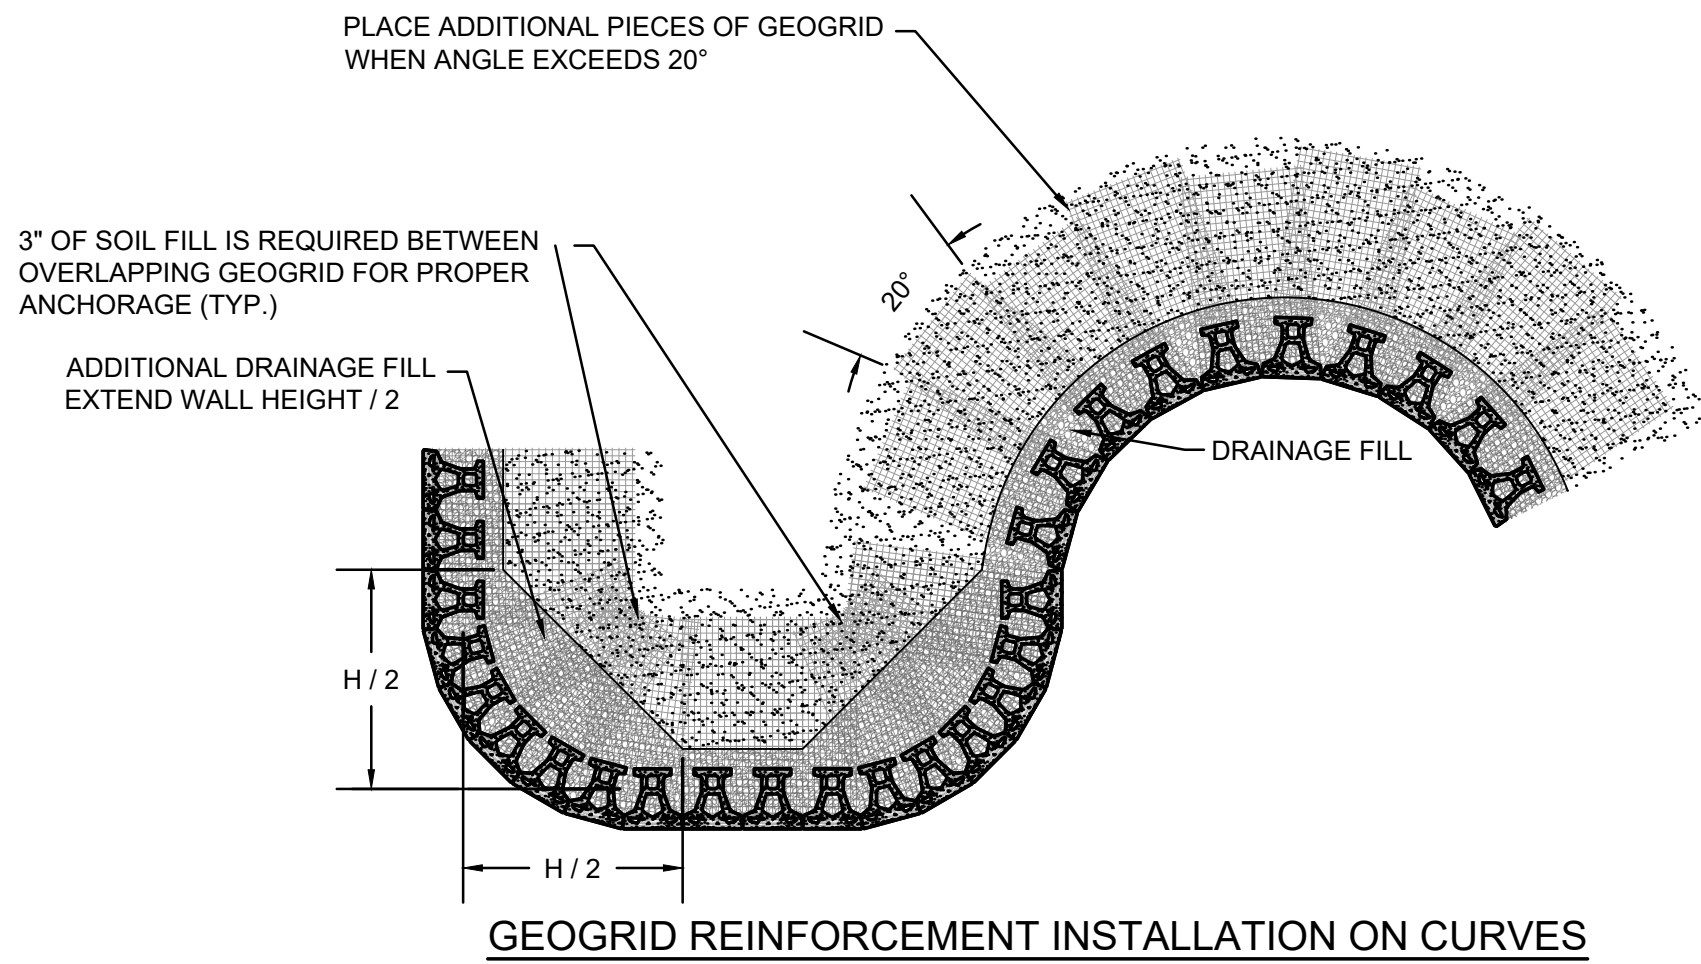 PLACE ADDITIONAL PIECES OF GEOGRID
WHEN ANGLE EXCEEDS 20°
3" OF SOIL FILL IS REQUIRED BETWEEN
OVERLAPPING GEOGRID FOR PROPER
ANCHORAGE (TYP.)
20°
ADDITIONAL DRAINAGE FILL
EXTEND WALL HEIGHT / 2
DRAINAGE FILL
H / 2
H / 2
GEOGRID REINFORCEMENT INSTALLATION ON CURVES